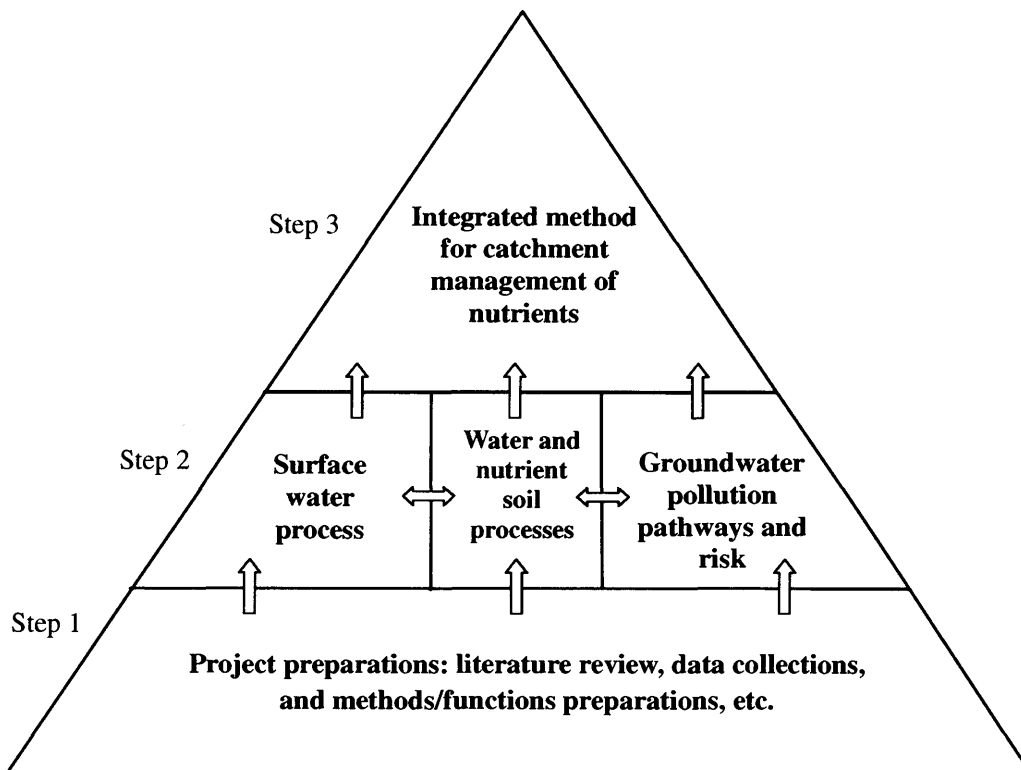 Step 3
Integrated method
for catchment
management of
nutrients
Step 2
Surface
water
process
Water and
nutrient
soil
processes
Groundwater
pollution
pathways and
risk
Step 1
Project preparations: literature review, data collections,
and methods/functions preparations, etc.